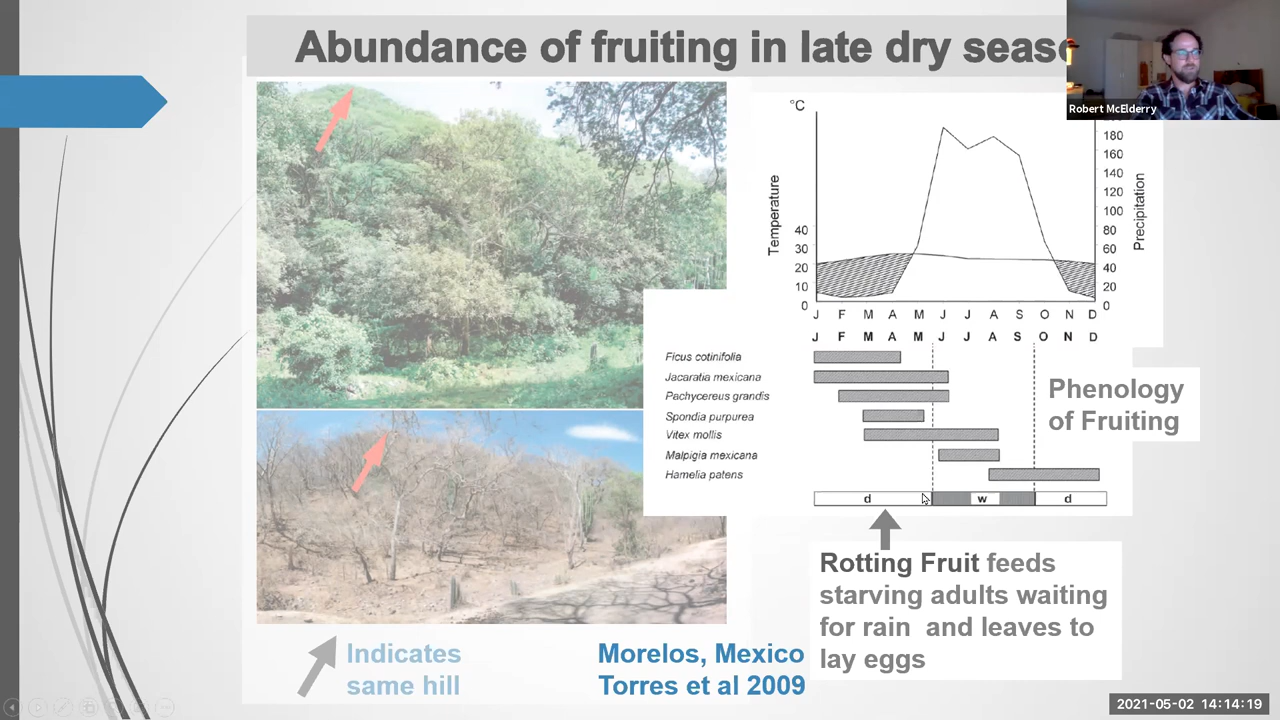 Abundance of fruiting in late dry seas
Robert McElderry
°C
Temperature
40
30
20
10
0
180
160
140
120
100
80
60
40
20
0
Precipitation
J F M A M J J A S O N D
J F M A M J J A S O N D
Ficus cotinifolia
Jacaratia mexicana
Pachycereus grandis
Spondia purpurea
Vitex mollis
Malpigia mexicana
Hamelia patens
d w d
Phenology
of Fruiting
Rotting Fruit feeds
starving adults waiting
for rain and leaves to
lay eggs
Indicates
same hill
Morelos, Mexico
Torres et al 2009
2021-05-02 14:14:19